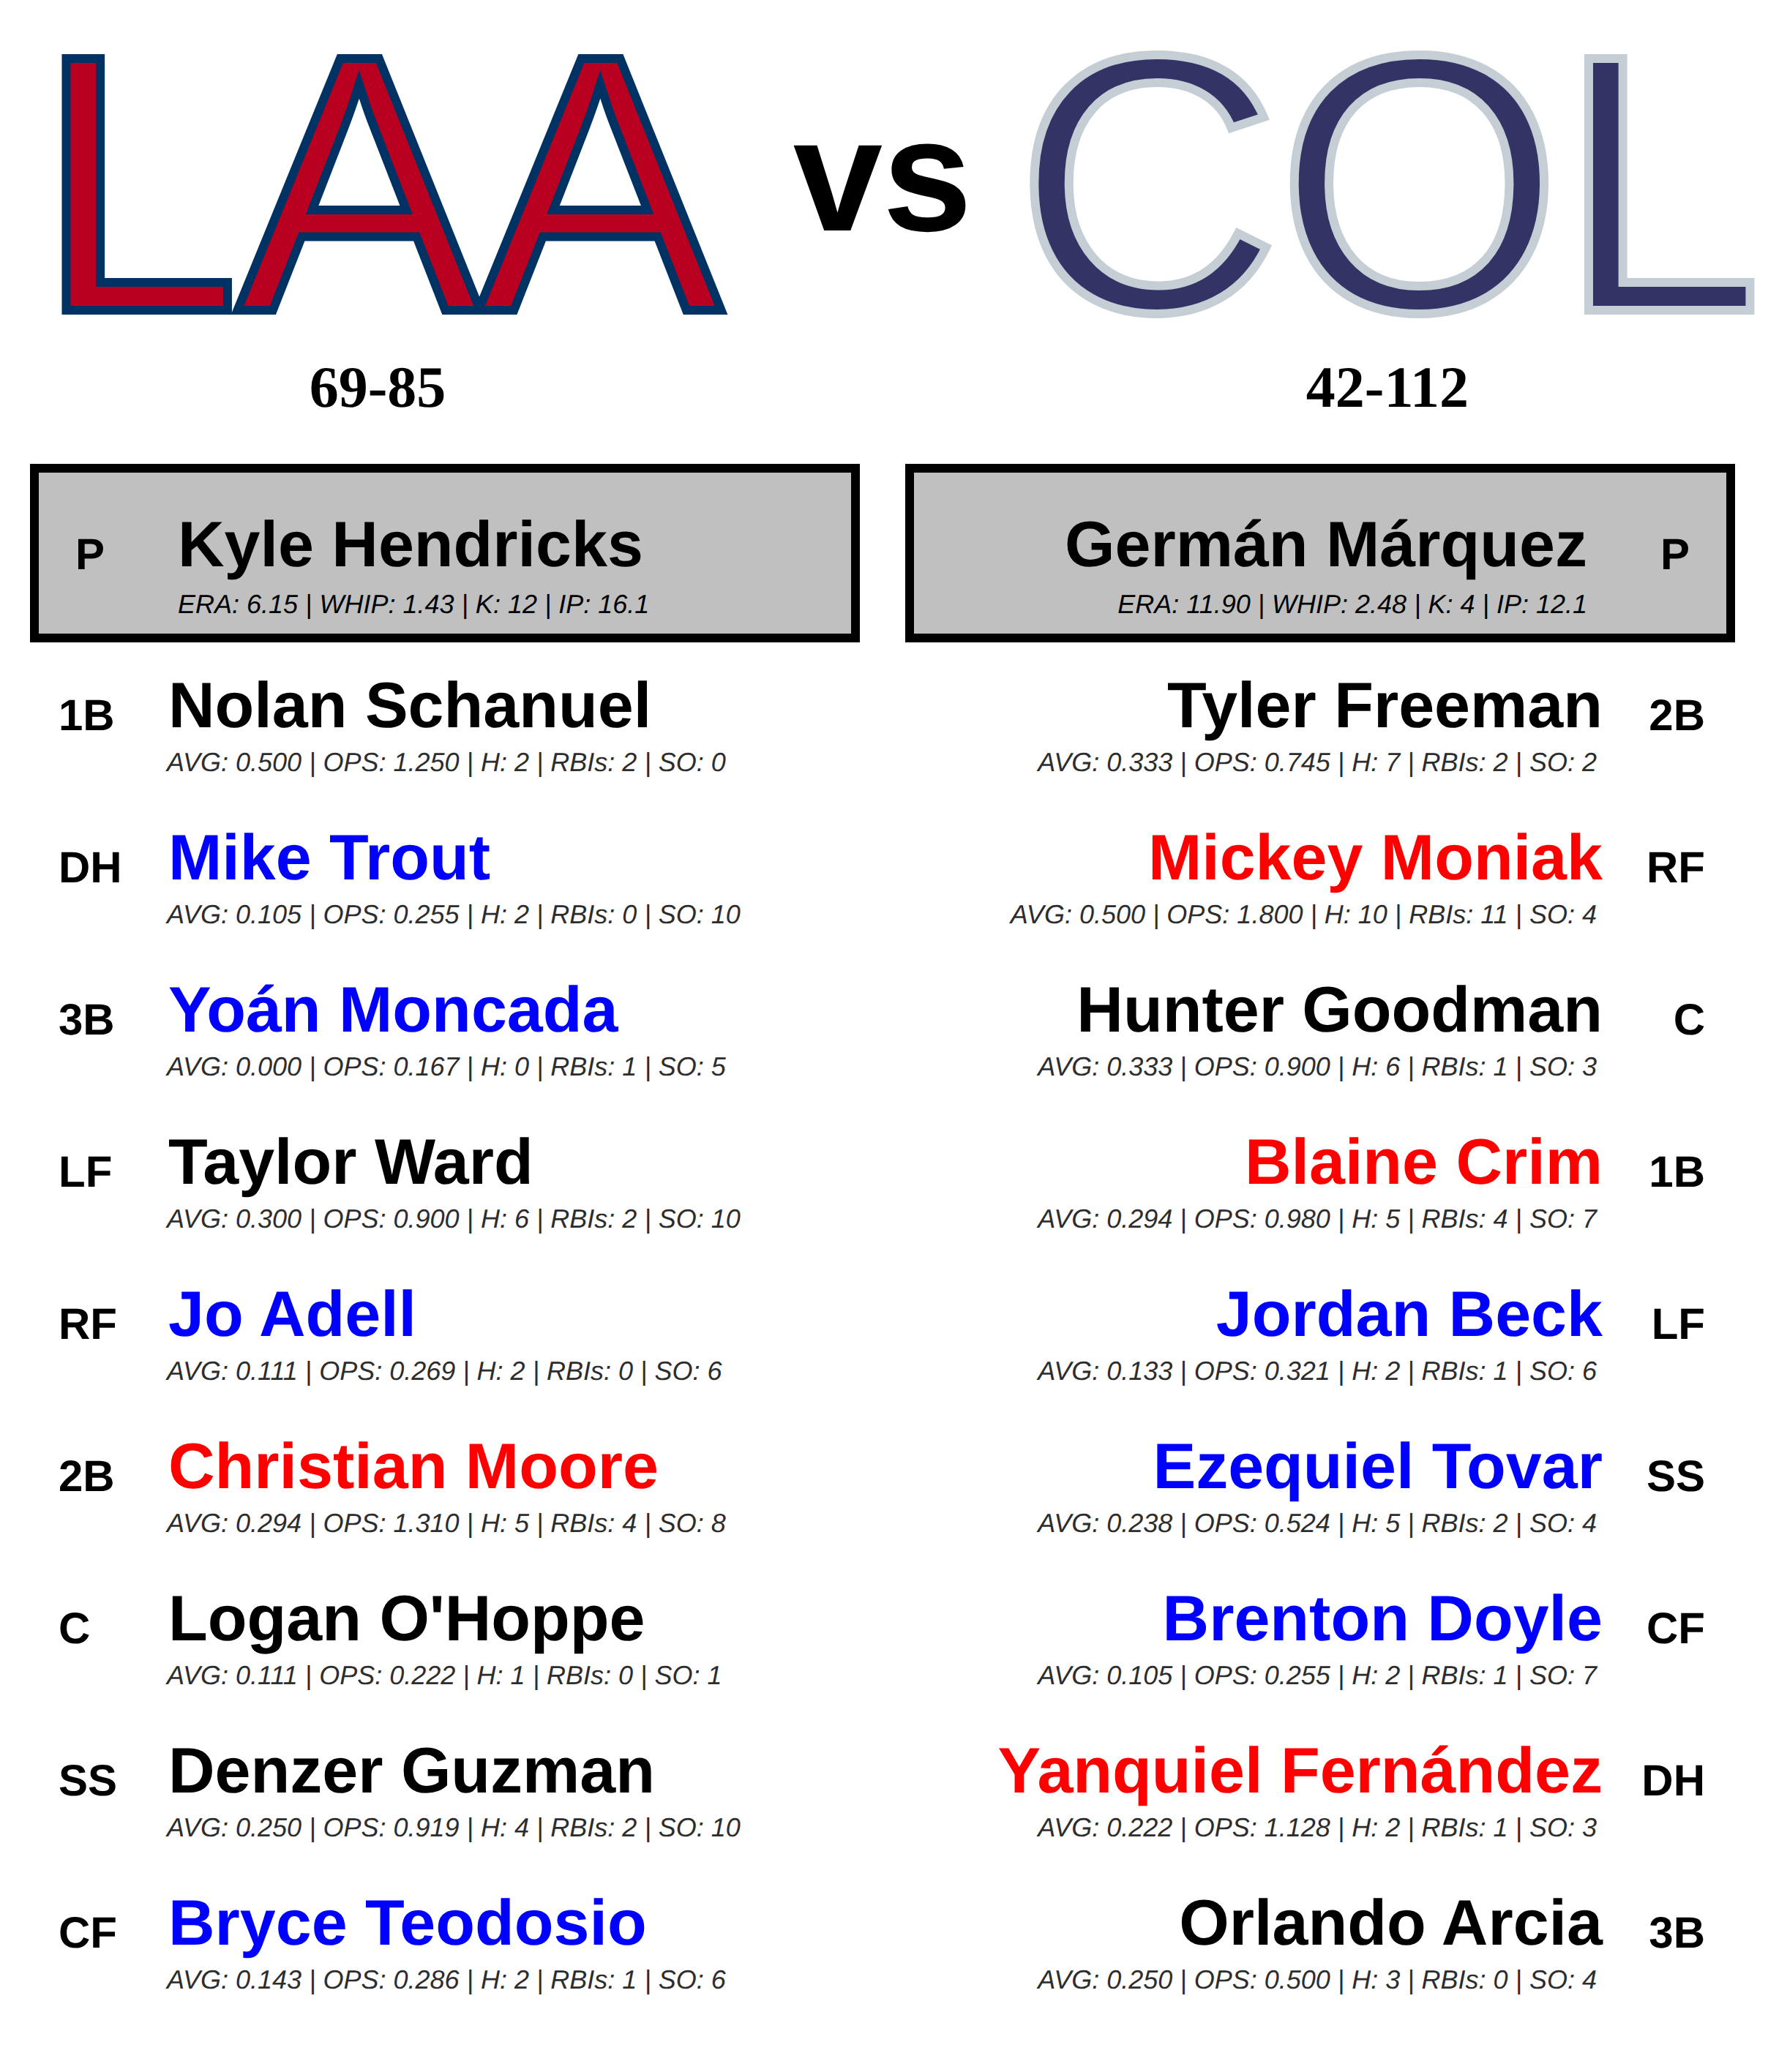 LAA vs COL
69-85 42-112
P Kyle Hendricks
ERA: 6.15 | WHIP: 1.43 | K: 12 | IP: 16.1
Germán Márquez P
ERA: 11.90 | WHIP: 2.48 | K: 4 | IP: 12.1
1B Nolan Schanuel
AVG: 0.500 | OPS: 1.250 | H: 2 | RBIs: 2 | SO: 0
DH Mike Trout
AVG: 0.105 | OPS: 0.255 | H: 2 | RBIs: 0 | SO: 10
3B Yoán Moncada
AVG: 0.000 | OPS: 0.167 | H: 0 | RBIs: 1 | SO: 5
LF Taylor Ward
AVG: 0.300 | OPS: 0.900 | H: 6 | RBIs: 2 | SO: 10
RF Jo Adell
AVG: 0.111 | OPS: 0.269 | H: 2 | RBIs: 0 | SO: 6
2B Christian Moore
AVG: 0.294 | OPS: 1.310 | H: 5 | RBIs: 4 | SO: 8
C Logan O'Hoppe
AVG: 0.111 | OPS: 0.222 | H: 1 | RBIs: 0 | SO: 1
SS Denzer Guzman
AVG: 0.250 | OPS: 0.919 | H: 4 | RBIs: 2 | SO: 10
CF Bryce Teodosio
AVG: 0.143 | OPS: 0.286 | H: 2 | RBIs: 1 | SO: 6
Tyler Freeman 2B
AVG: 0.333 | OPS: 0.745 | H: 7 | RBIs: 2 | SO: 2
Mickey Moniak RF
AVG: 0.500 | OPS: 1.800 | H: 10 | RBIs: 11 | SO: 4
Hunter Goodman C
AVG: 0.333 | OPS: 0.900 | H: 6 | RBIs: 1 | SO: 3
Blaine Crim 1B
AVG: 0.294 | OPS: 0.980 | H: 5 | RBIs: 4 | SO: 7
Jordan Beck LF
AVG: 0.133 | OPS: 0.321 | H: 2 | RBIs: 1 | SO: 6
Ezequiel Tovar SS
AVG: 0.238 | OPS: 0.524 | H: 5 | RBIs: 2 | SO: 4
Brenton Doyle CF
AVG: 0.105 | OPS: 0.255 | H: 2 | RBIs: 1 | SO: 7
Yanquiel Fernández DH
AVG: 0.222 | OPS: 1.128 | H: 2 | RBIs: 1 | SO: 3
Orlando Arcia 3B
AVG: 0.250 | OPS: 0.500 | H: 3 | RBIs: 0 | SO: 4